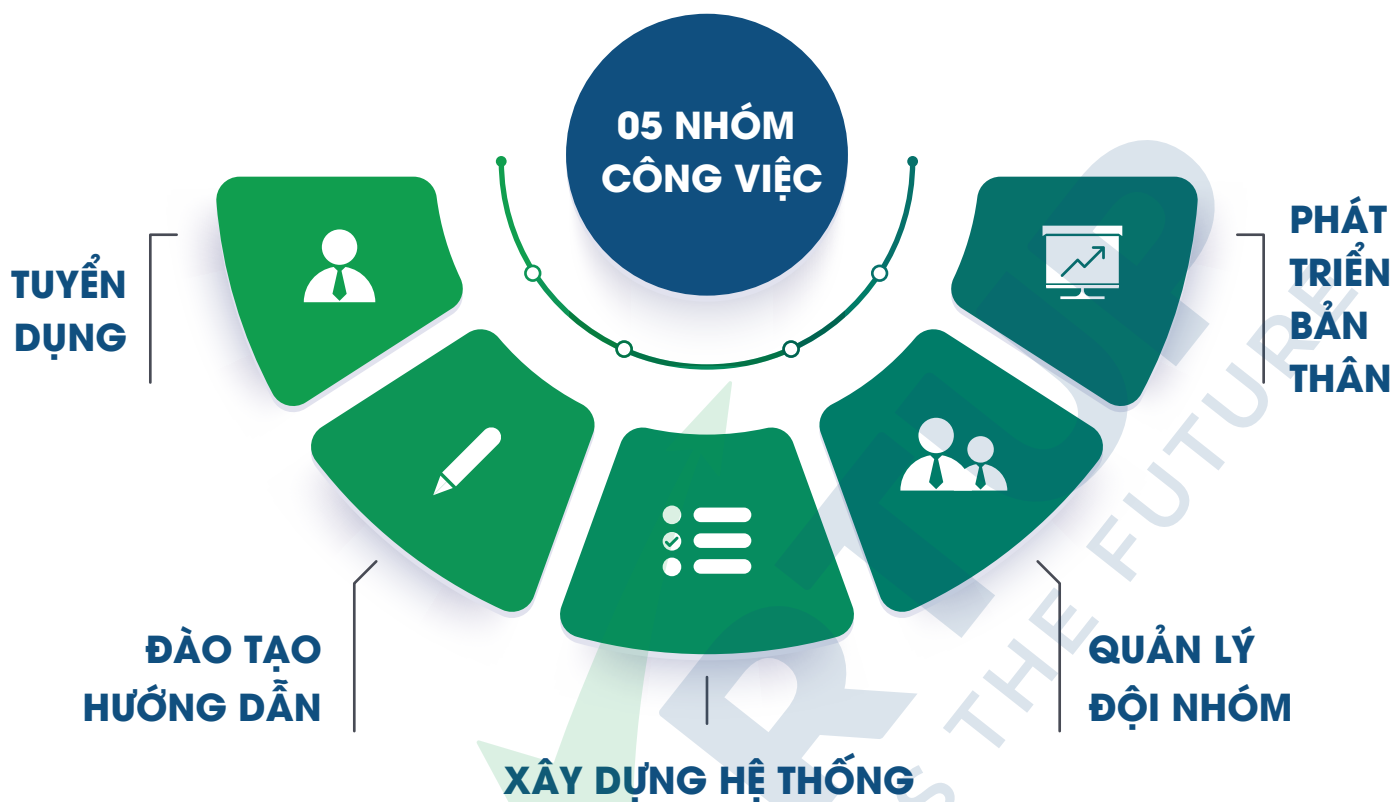 05 NHÓM
CÔNG VIỆC
TUYỂN
DỤNG
ĐÀO TẠO
HƯỚNG DẪN
XÂY DỰNG HỆ THỐNG
QUẢN LÝ
ĐỘI NHÓM
PHÁT
TRIỂN
BẢN
THÂN
RTUP
S THE FUTURE